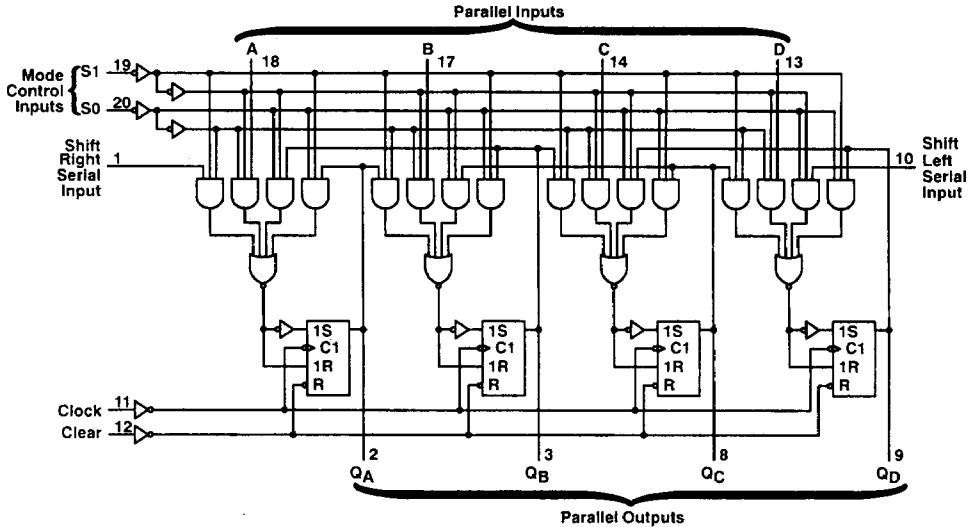 Parallel Inputs
A
18
B
17
C
14
D
13
Mode
Control
Inputs
S1
19
S0
20
Shift
Right
Serial
Input
1
10
Shift
Left
Serial
Input
1S
C1
1R
R
1S
C1
1R
R
1S
C1
1R
R
1S
C1
1R
R
Clock
11
Clear
12
2
QA
3
QB
8
QC
9
QD
Parallel Outputs